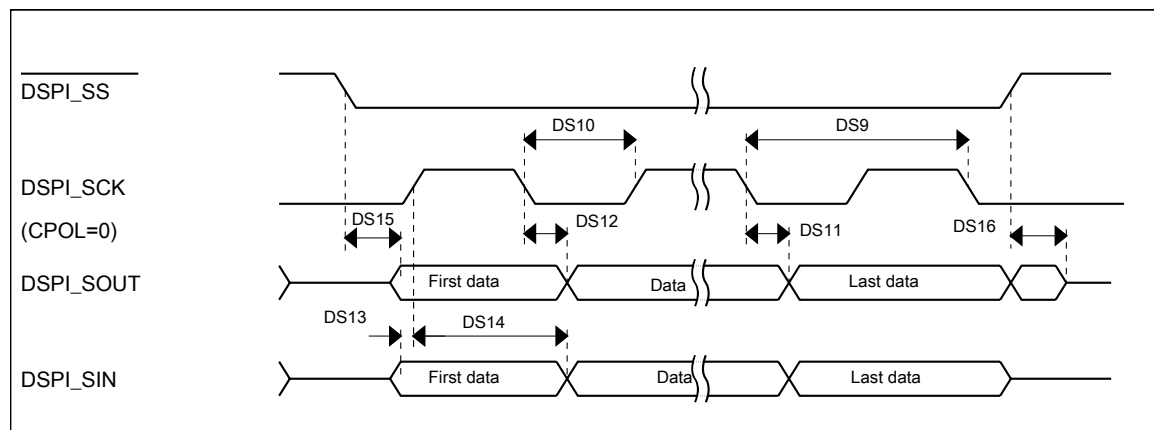 DSPI_SS
DS10
DS9
DSPI_SCK
(CPOL=0)
DS15
DS12
DS11
DS16
DSPI_SOUT
First data
Data
Last data
DS13
DS14
DSPI_SIN
First data
Data
Last data